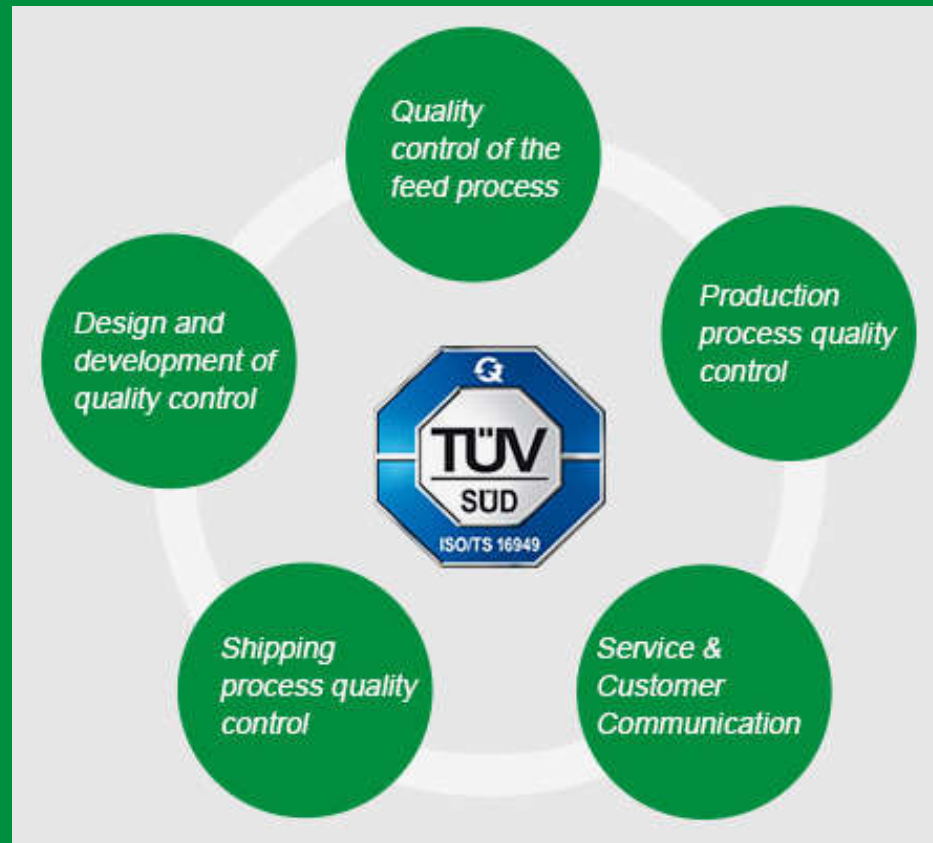 Quality
control of the
feed process
Production
process quality
control
Design and
development of
quality control
TÜV
SÜD
ISO/TS 16949
Shipping
process quality
control
Service &
Customer
Communication